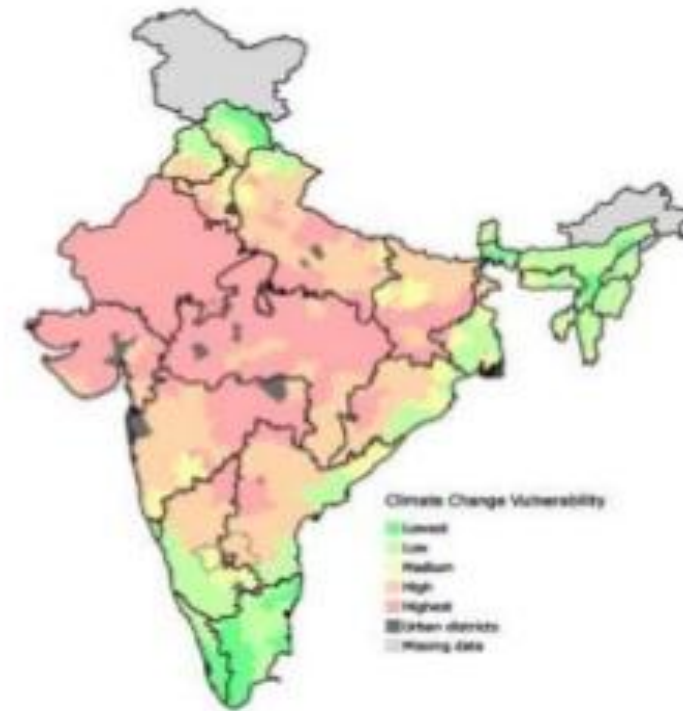 Climate Change Vulnerability
Lowest
Low
Medium
High
Highest
Urban districts
Missing data